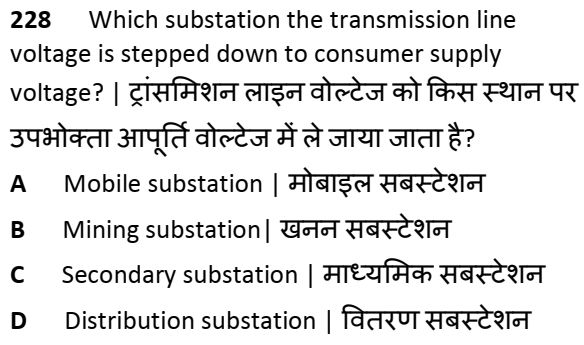 228 Which substation the transmission line
voltage is stepped down to consumer supply
voltage? | ट्रांसमिशन लाइन वोल्टेज को किस स्थान पर
उपभोक्ता आपूर्ति वोल्टेज में ले जाया जाता है?
A Mobile substation | मोबाइल सबस्टेशन
B Mining substation| खनन सबस्टेशन
C Secondary substation | माध्यमिक सबस्टेशन
D Distribution substation | वितरण सबस्टेशन